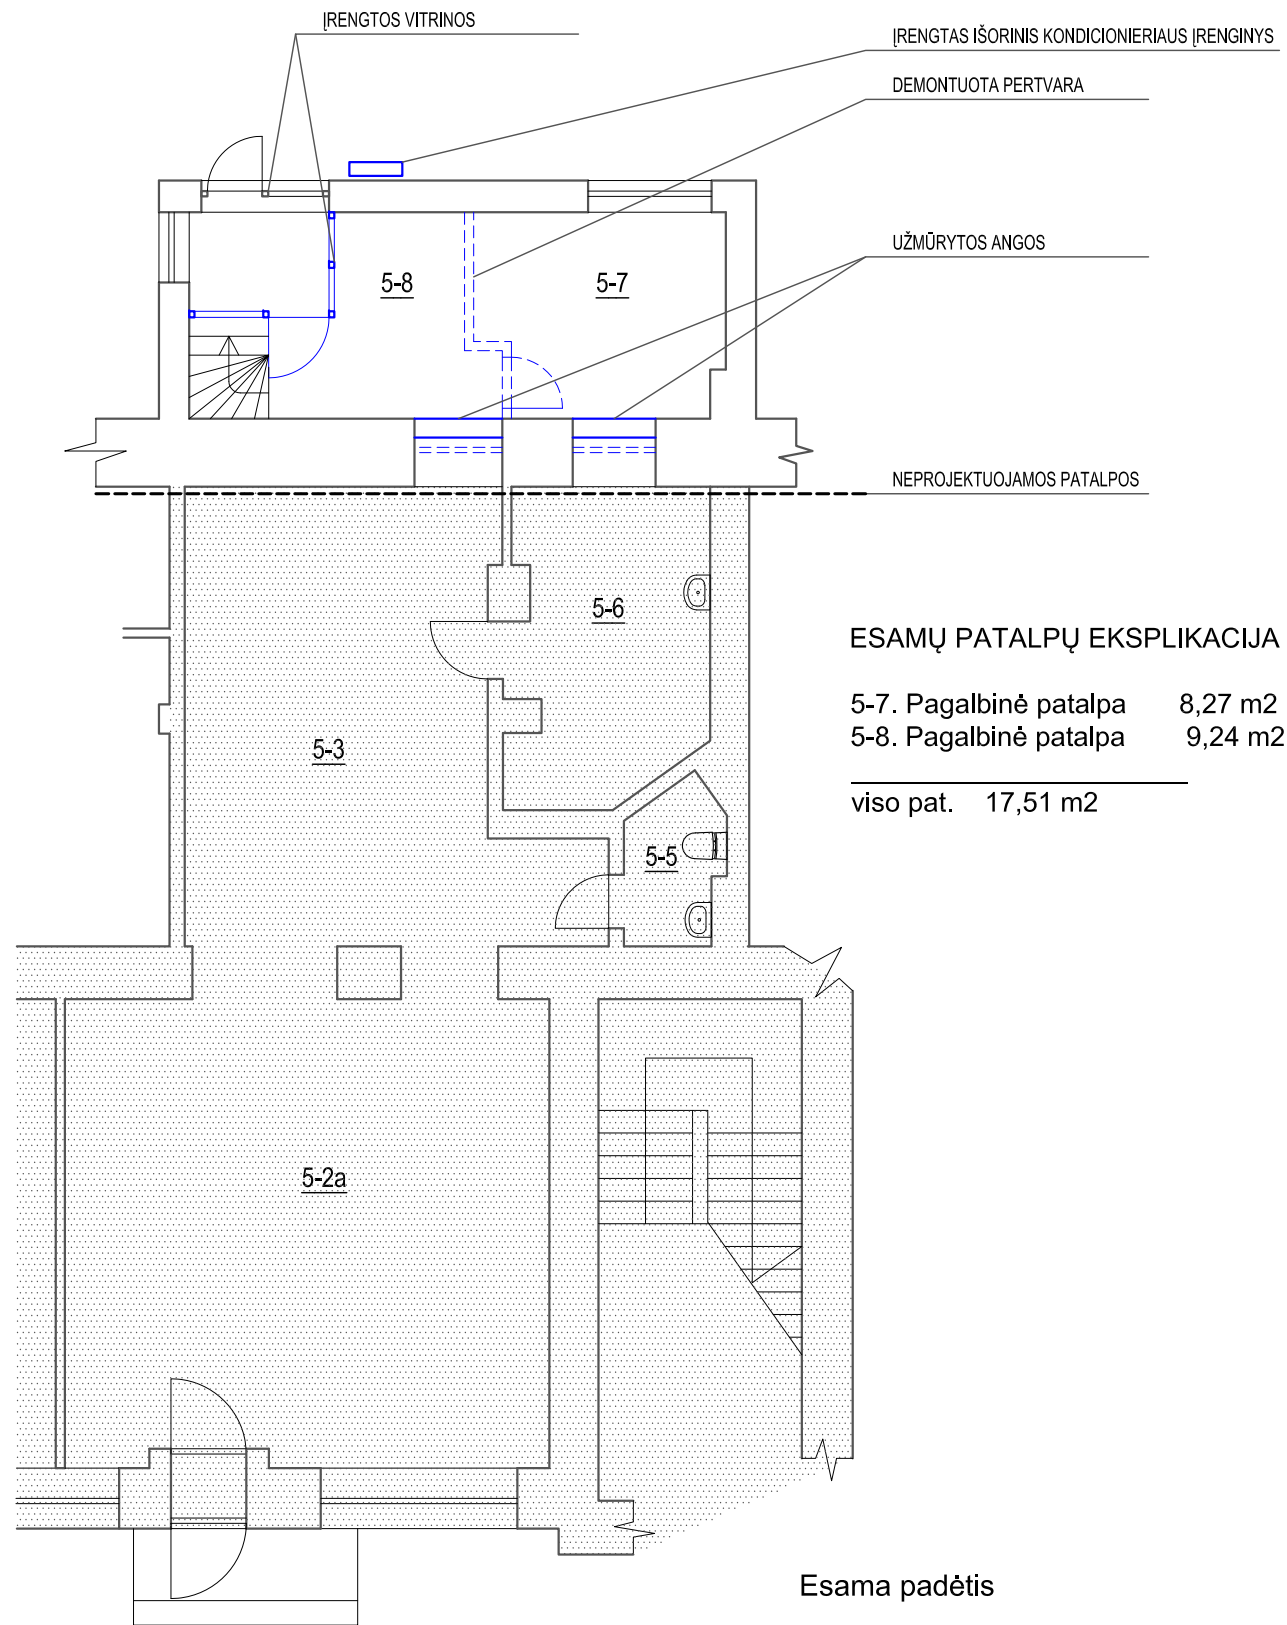 ĮRENGTOS VITRINOS
ĮRENGTAS IŠORINIS KONDICIONIERIAUS ĮRENGINYS
DEMONTUOTA PERTVARA
UŽMŪRYTOS ANGOS
5-8
5-7
NEPROJEKTUOJAMOS PATALPOS
5-6
ESAMŲ PATALPŲ EKSPLIKACIJA
5-7. Pagalbinė patalpa 8,27 m2
5-8. Pagalbinė patalpa 9,24 m2
5-3
viso pat. 17,51 m2
5-5
5-2a
Esama padėtis